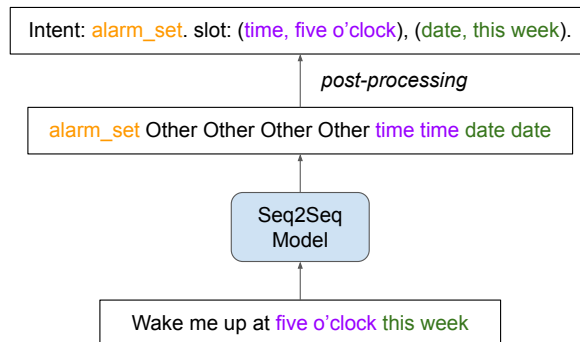 Intent: alarm_set. slot: (time, five o’clock), (date, this week).
post-processing
alarm_set Other Other Other Other time time date date
Seq2Seq
Model
Wake me up at five o’clock this week